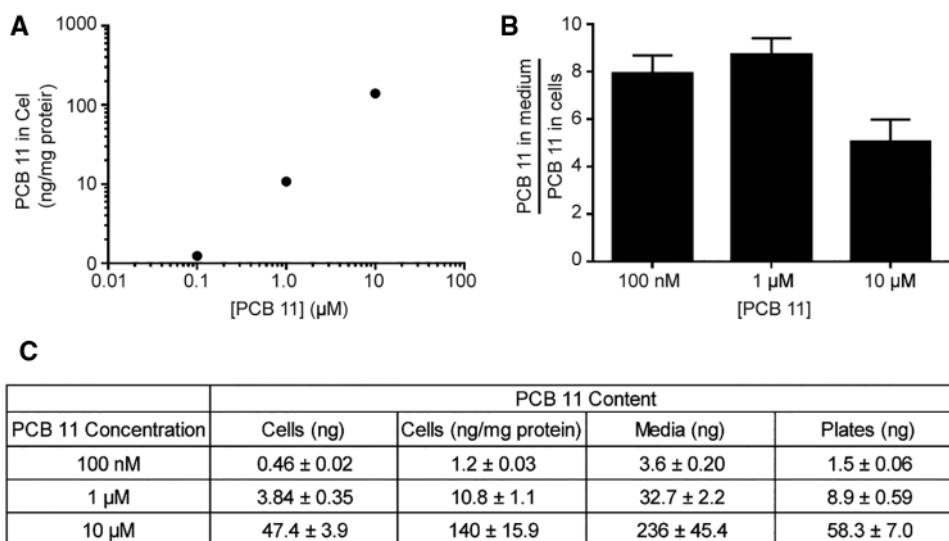 A
1000
100
10
0
0.01 0.1 1.0 10 100
PCB 11 in Cel
(ng/mg protein)
[PCB 11] (µM)
B
10
8
6
4
2
0
PCB 11 in medium
PCB 11 in cells
100 nM 1 µM 10 µM
[PCB 11]
C
PCB 11 Content
PCB 11 Concentration Cells (ng) Cells (ng/mg protein) Media (ng) Plates (ng)
100 nM 0.46 ± 0.02 1.2 ± 0.03 3.6 ± 0.20 1.5 ± 0.06
1 µM 3.84 ± 0.35 10.8 ± 1.1 32.7 ± 2.2 8.9 ± 0.59
10 µM 47.4 ± 3.9 140 ± 15.9 236 ± 45.4 58.3 ± 7.0